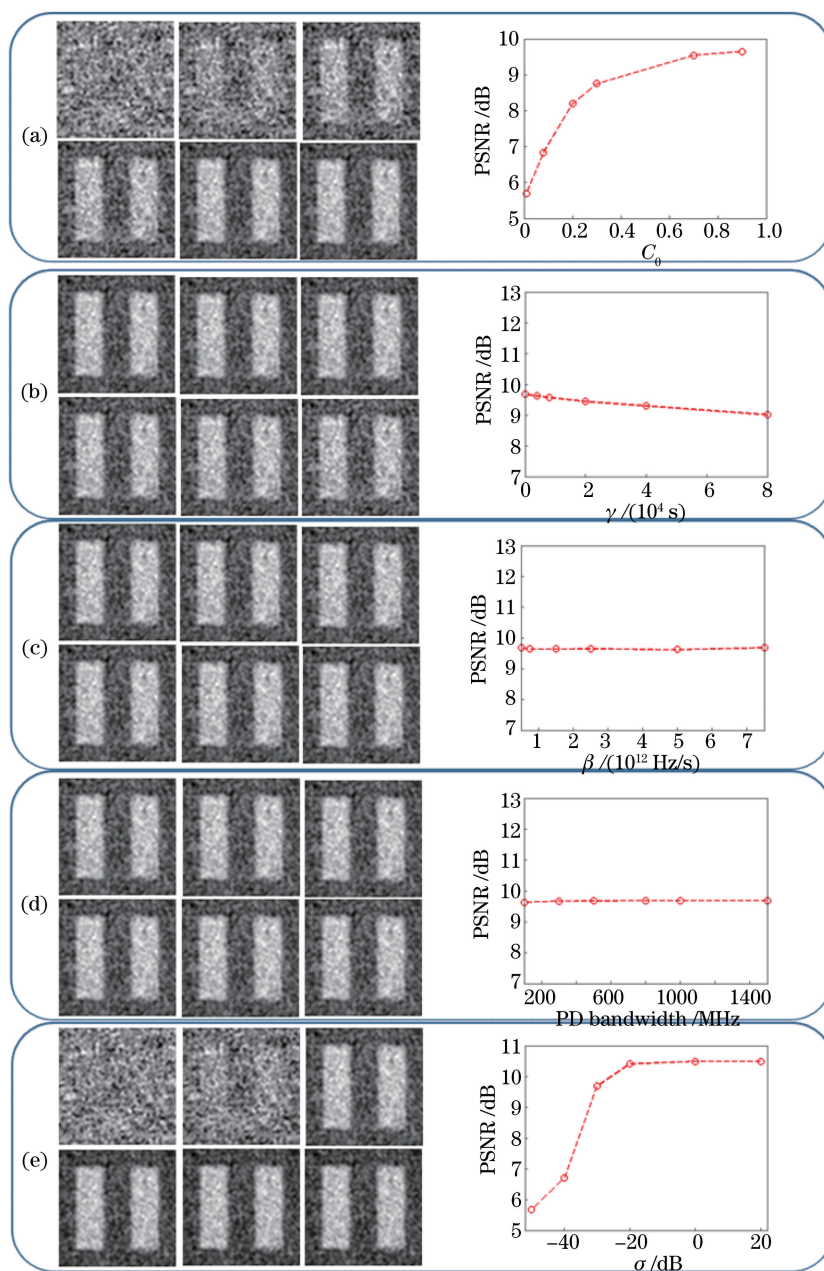 (a)
PSNR /dB
10
9
8
7
6
5
0 0.2 0.4 0.6 0.8 1.0
C₀
(b)
PSNR /dB
13
12
11
10
9
8
7
0 2 4 6 8
γ /(10⁴ s)
(c)
PSNR /dB
13
12
11
10
9
8
7
1 2 3 4 5 6 7
β /(10¹² Hz/s)
(d)
PSNR /dB
13
12
11
10
9
8
7
200 600 1000 1400
PD bandwidth /MHz
(e)
PSNR /dB
11
10
9
8
7
6
5
−40 −20 0 20
σ /dB